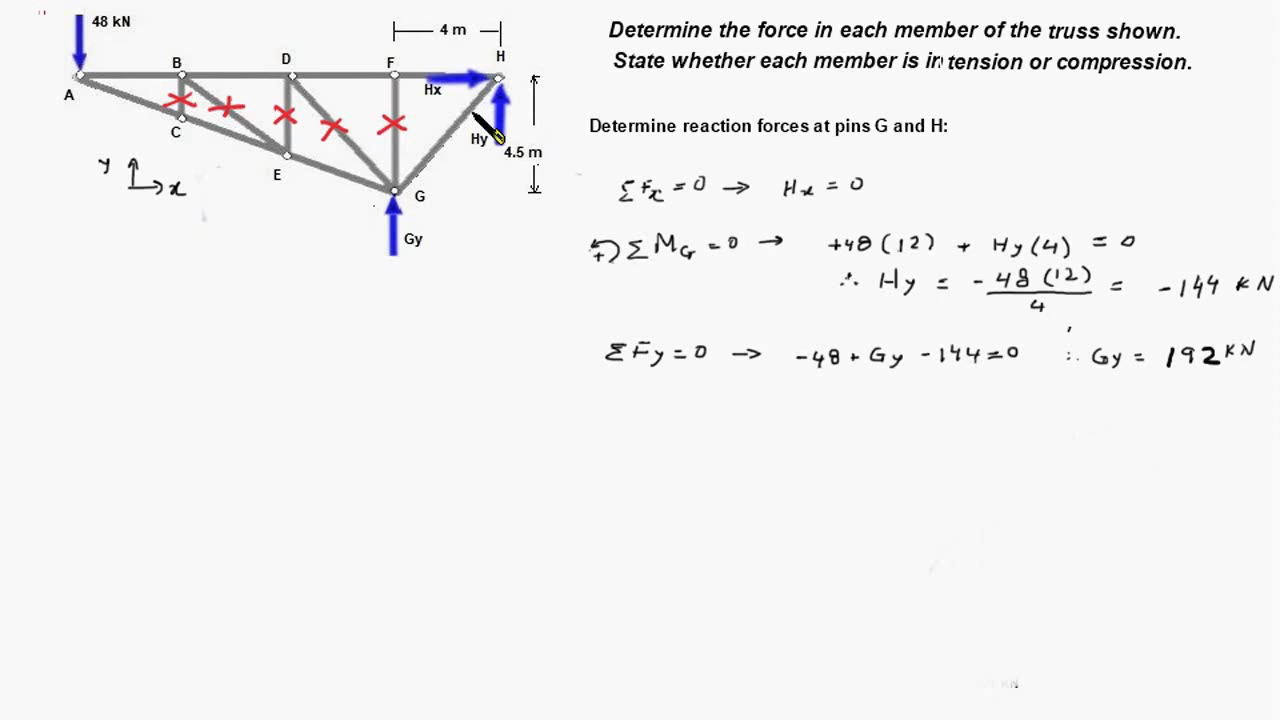 48 kN
4 m
Determine the force in each member of the truss shown.
State whether each member is in tension or compression.
A
B
D
F
H
Hx
C
Hy
4.5 m
Determine reaction forces at pins G and H:
y
x
E
G
Gy
ΣFx = 0 → Hx = 0
+ Σ MG = 0 → +48 (12) + Hy (4) = 0
∴ Hy = - 48 (12) / 4 = -144 KN
ΣFy = 0 → -48 + Gy - 144 = 0 ∴ Gy = 192 KN